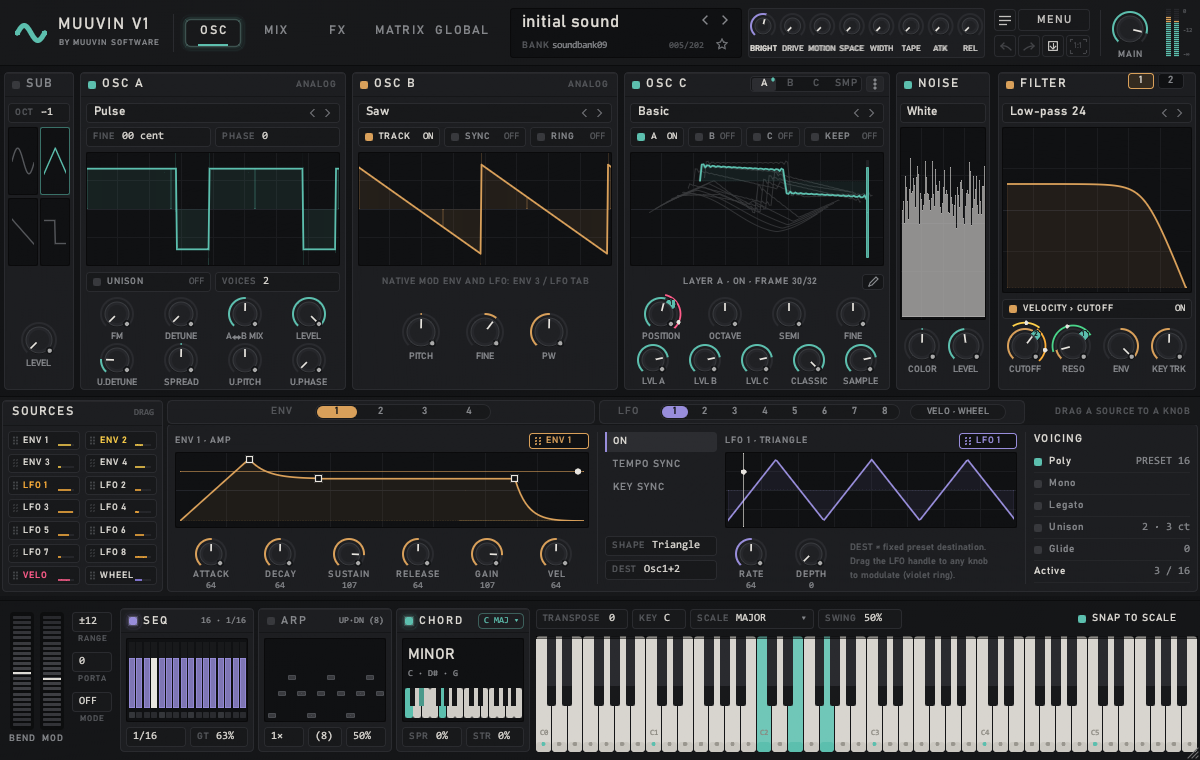 MUUVIN V1
BY MUUVIN SOFTWARE
OSC MIX FX MATRIX GLOBAL
initial sound
BANK soundbank09 005/202
BRIGHT DRIVE MOTION SPACE WIDTH TAPE ATK REL
MENU
1:1
MAIN
SUB
OCT -1
LEVEL
OSC A ANALOG
Pulse
FINE 00 cent PHASE 0
UNISON OFF VOICES 2
FM DETUNE A↔B MIX LEVEL
U.DETUNE SPREAD U.PITCH U.PHASE
OSC B ANALOG
Saw
TRACK ON SYNC OFF RING OFF
NATIVE MOD ENV AND LFO: ENV 3 / LFO TAB
PITCH FINE PW
OSC C A B C SMP
Basic
A ON B OFF C OFF KEEP OFF
LAYER A · ON · FRAME 30/32
POSITION OCTAVE SEMI FINE
LVL A LVL B LVL C CLASSIC SAMPLE
NOISE
White
COLOR LEVEL
FILTER 1 2
Low-pass 24
VELOCITY › CUTOFF ON
CUTOFF RESO ENV KEY TRK
SOURCES DRAG
ENV 1 ENV 2
ENV 3 ENV 4
LFO 1 LFO 2
LFO 3 LFO 4
LFO 5 LFO 6
LFO 7 LFO 8
VELO WHEEL
ENV 1 2 3 4
ENV 1 · AMP ENV 1
ATTACK DECAY SUSTAIN RELEASE GAIN VEL
64 64 107 64 107 64
LFO 1 2 3 4 5 6 7 8 VELO · WHEEL
DRAG A SOURCE TO A KNOB
ON
TEMPO SYNC
KEY SYNC
SHAPE Triangle
DEST Osc1+2
LFO 1 · TRIANGLE LFO 1
RATE DEPTH
64 0
DEST = fixed preset destination.
Drag the LFO handle to any knob
to modulate (violet ring).
VOICING
Poly PRESET 16
Mono
Legato
Unison 2 · 3 ct
Glide 0
Active 3 / 16
BEND MOD
±12
RANGE
0
PORTA
OFF
MODE
SEQ 16 · 1/16
1/16 GT 63%
ARP UP·DN (8)
1× (8) 50%
CHORD C MAJ
MINOR
C · D# · G
SPR 0% STR 0%
TRANSPOSE 0 KEY C SCALE MAJOR SWING 50% SNAP TO SCALE
C0 C1 C2 C3 C4 C5